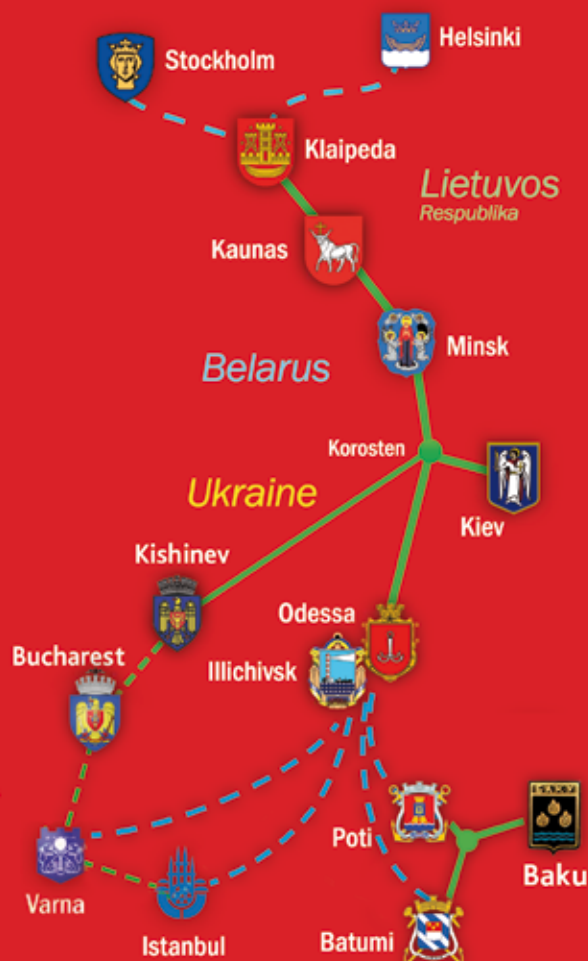 Stockholm
Helsinki
Klaipeda
Lietuvos
Respublika
Kaunas
Minsk
Belarus
Korosten
Ukraine
Kiev
Kishinev
Odessa
Bucharest
Illichivsk
Poti
Baku
Varna
Istanbul
Batumi